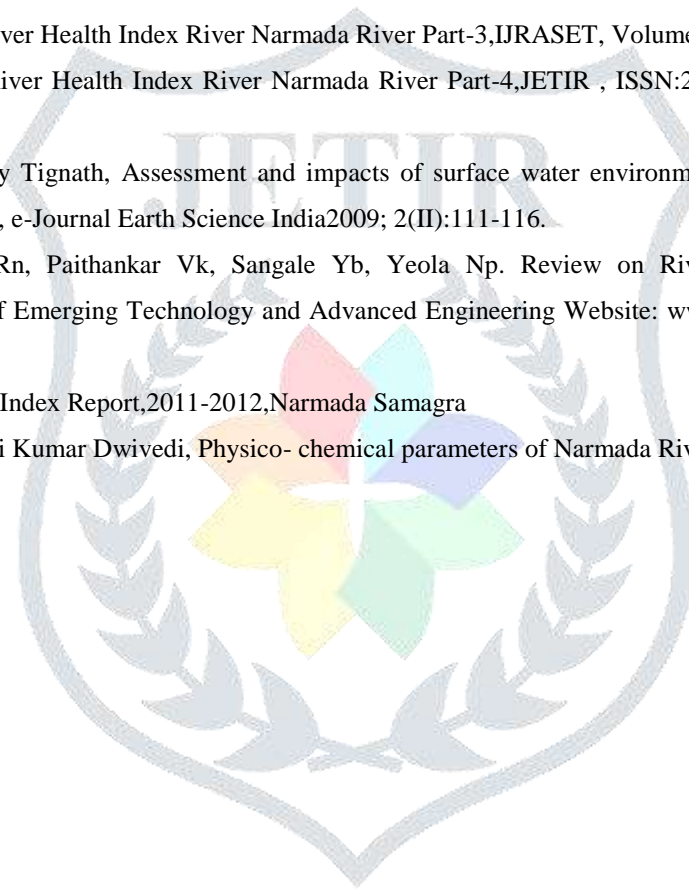 ver Health Index River Narmada River Part-3,IJRASET, Volume
iver Health Index River Narmada River Part-4,JETIR , ISSN:2
y Tignath, Assessment and impacts of surface water environm
, e-Journal Earth Science India2009; 2(II):111-116.
Rn, Paithankar Vk, Sangale Yb, Yeola Np. Review on Riv
f Emerging Technology and Advanced Engineering Website: w
Index Report,2011-2012,Narmada Samagra
i Kumar Dwivedi, Physico- chemical parameters of Narmada Riv
JETIR